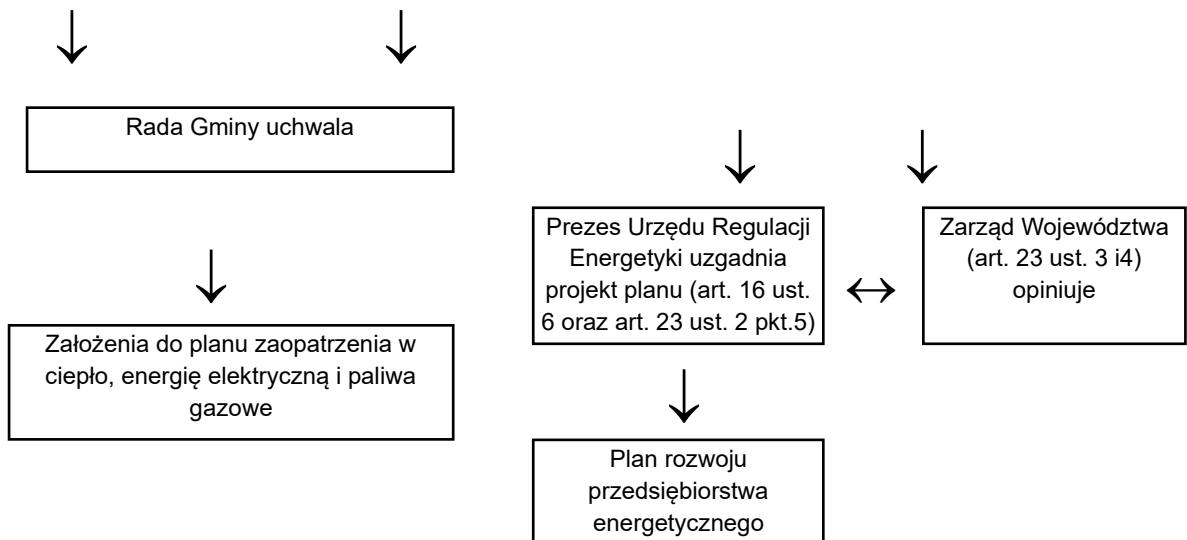 Rada Gminy uchwala
Prezes Urzędu Regulacji
Energetyki uzgadnia
projekt planu (art. 16 ust.
6 oraz art. 23 ust. 2 pkt.5)
Zarząd Województwa
(art. 23 ust. 3 i4)
opiniuje
Założenia do planu zaopatrzenia w
ciepło, energię elektryczną i paliwa
gazowe
Plan rozwoju
przedsiębiorstwa
energetycznego